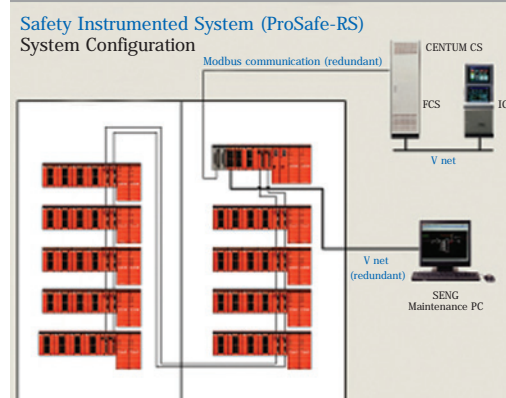 Safety Instrumented System (ProSafe-RS)
System Configuration
Modbus communication (redundant)
CENTUM CS
FCS
V net
V net
(redundant)
SENG
Maintenance PC